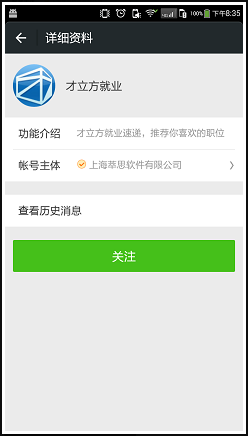 100% 下午8:35
详细资料
才立方就业
功能介绍 才立方就业速递，推荐你喜欢的职位
帐号主体 上海萃思软件有限公司
查看历史消息
关注